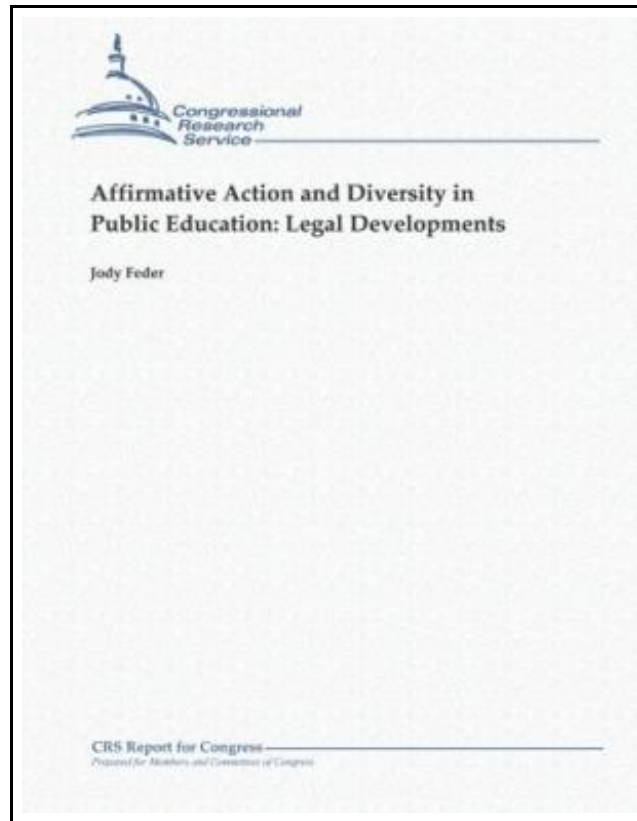 Congressional
Research
Service
Affirmative Action and Diversity in
Public Education: Legal Developments
Jody Feder
CRS Report for Congress
Prepared for Members and Committees of Congress